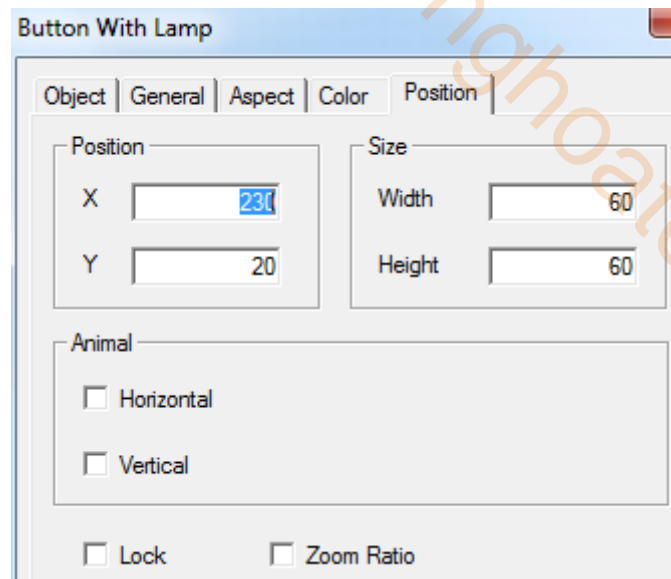 Button With Lamp
Object General Aspect Color Position
Position Size
X 230 Width 60
Y 20 Height 60
Animal
Horizontal
Vertical
Lock Zoom Ratio